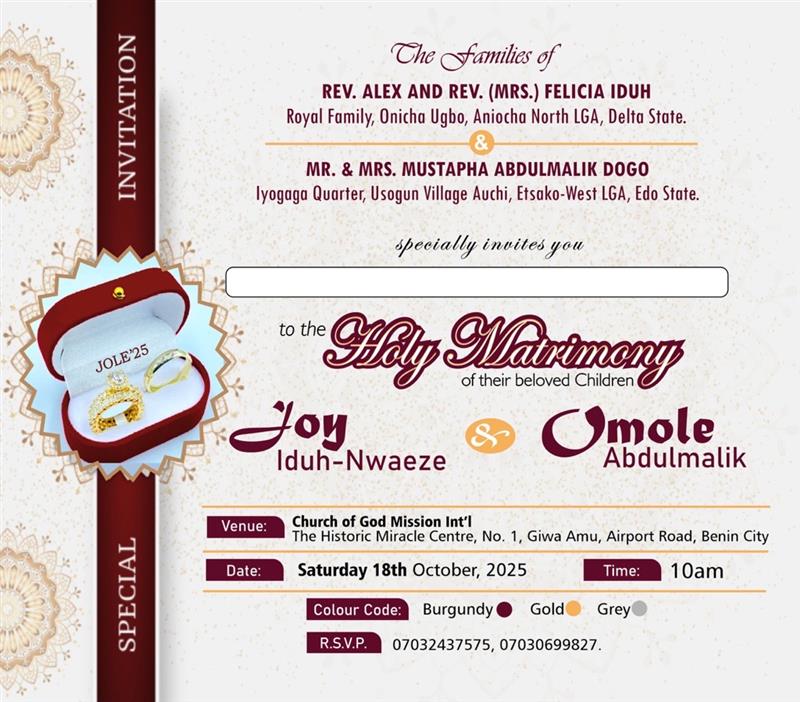 INVITATION
SPECIAL
The Families of
REV. ALEX AND REV. (MRS.) FELICIA IDUH
Royal Family, Onicha Ugbo, Aniocha North LGA, Delta State.
&
MR. & MRS. MUSTAPHA ABDULMALIK DOGO
Iyogaga Quarter, Usogun Village Auchi, Etsako-West LGA, Edo State.
specially invites you
to the Holy Matrimony
of their beloved Children
JOLE'25
Joy & Omole
Iduh-Nwaeze Abdulmalik
Venue: Church of God Mission Int'l
The Historic Miracle Centre, No. 1, Giwa Amu, Airport Road, Benin City
Date: Saturday 18th October, 2025 Time: 10am
Colour Code: Burgundy Gold Grey
R.S.V.P. 07032437575, 07030699827.